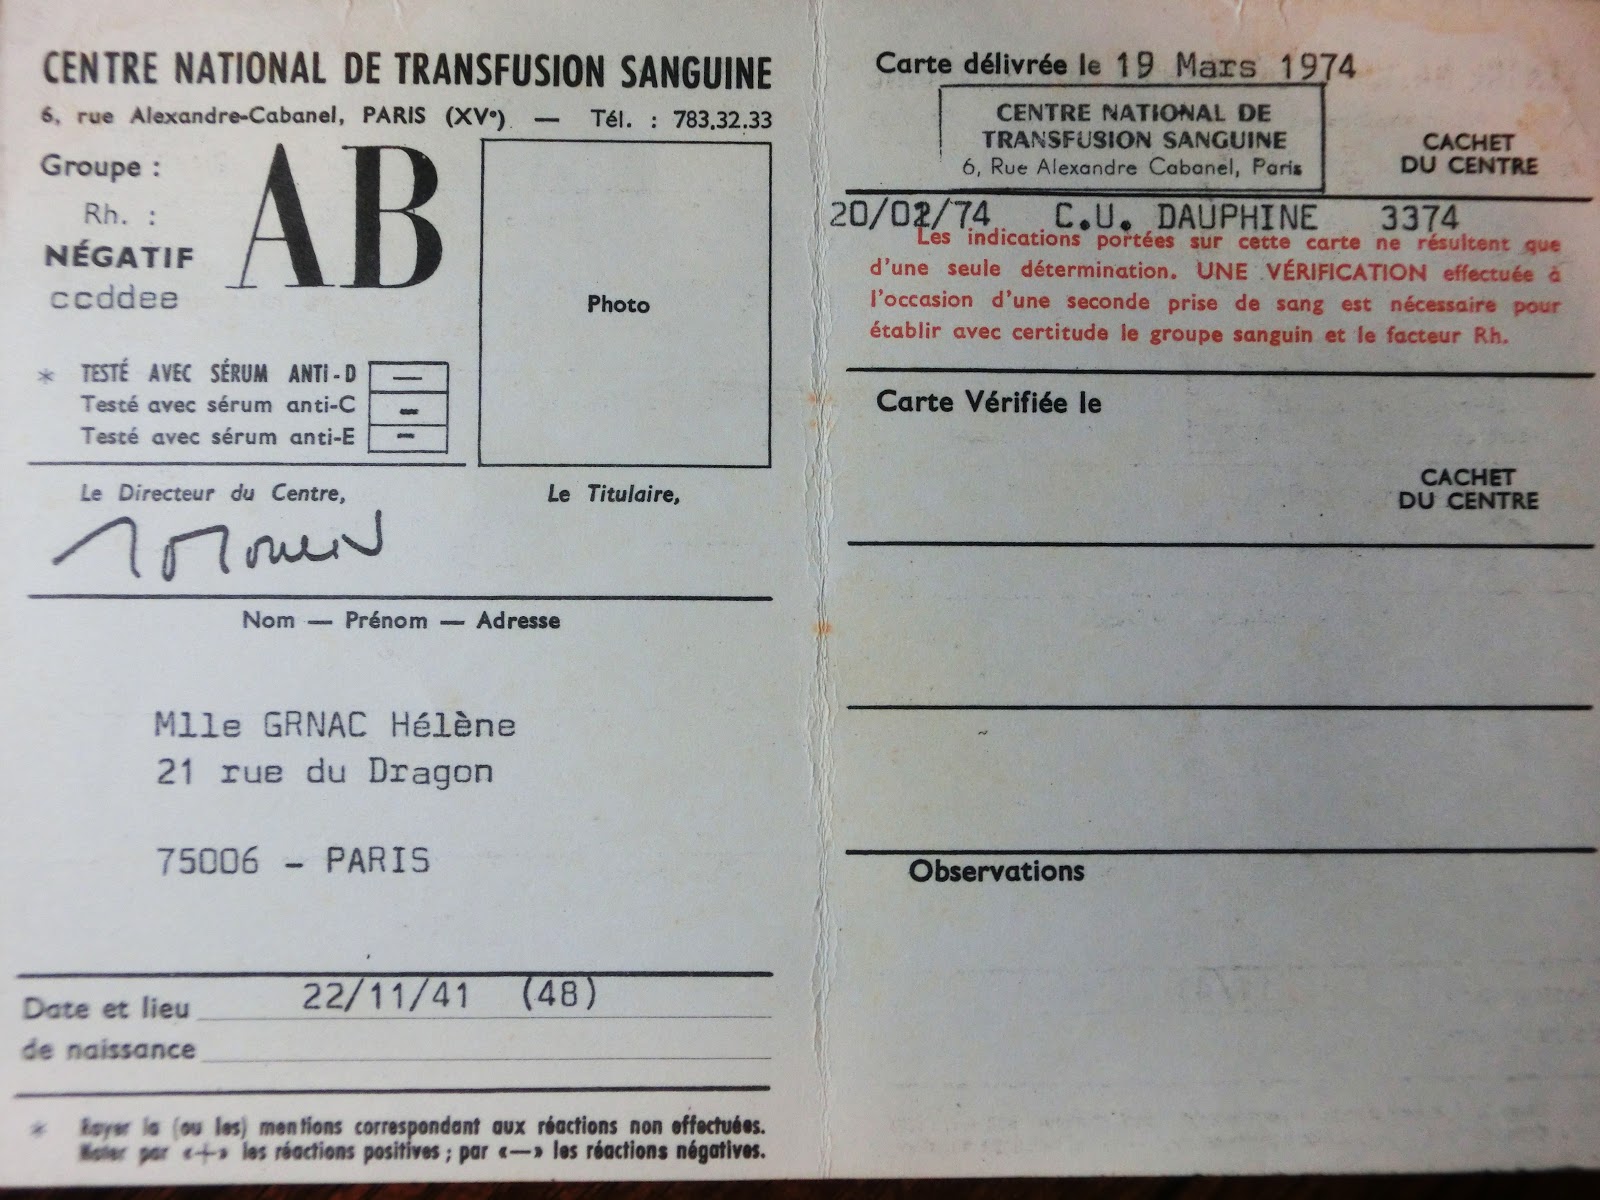 CENTRE NATIONAL DE TRANSFUSION SANGUINE
6, rue Alexandre-Cabanel, PARIS (XVe) — Tél. : 783.32.33
Groupe :
AB
Rh. :
NÉGATIF
ccddee
Photo
* TESTÉ AVEC SÉRUM ANTI-D —
Testé avec sérum anti-C —
Testé avec sérum anti-E -
Le Directeur du Centre,
Le Titulaire,
Nom — Prénom — Adresse
Mlle GRNAC Hélène
21 rue du Dragon
75006 - PARIS
Date et lieu 22/11/41 (48)
de naissance
* Rayer la (ou les) mentions correspondant aux réactions non effectuées.
Noter par «+» les réactions positives ; par «—» les réactions négatives.
Carte délivrée le 19 Mars 1974
CENTRE NATIONAL DE
TRANSFUSION SANGUINE
6, Rue Alexandre Cabanel, Paris
CACHET
DU CENTRE
20/02/74 C.U. DAUPHINE 3374
Les indications portées sur cette carte ne résultent que
d'une seule détermination. UNE VÉRIFICATION effectuée à
l'occasion d'une seconde prise de sang est nécessaire pour
établir avec certitude le groupe sanguin et le facteur Rh.
Carte Vérifiée le
CACHET
DU CENTRE
Observations